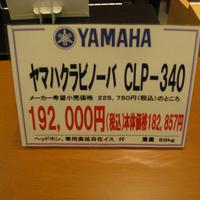 YAMAHA
ヤマハクラビノーバ CLP-340
メーカー希望小売価格 225,750円(税込)のところ
192,000円(税込)本体価格182,857円
ヘッドホン、専用高低自在イス 付 重量 69kg